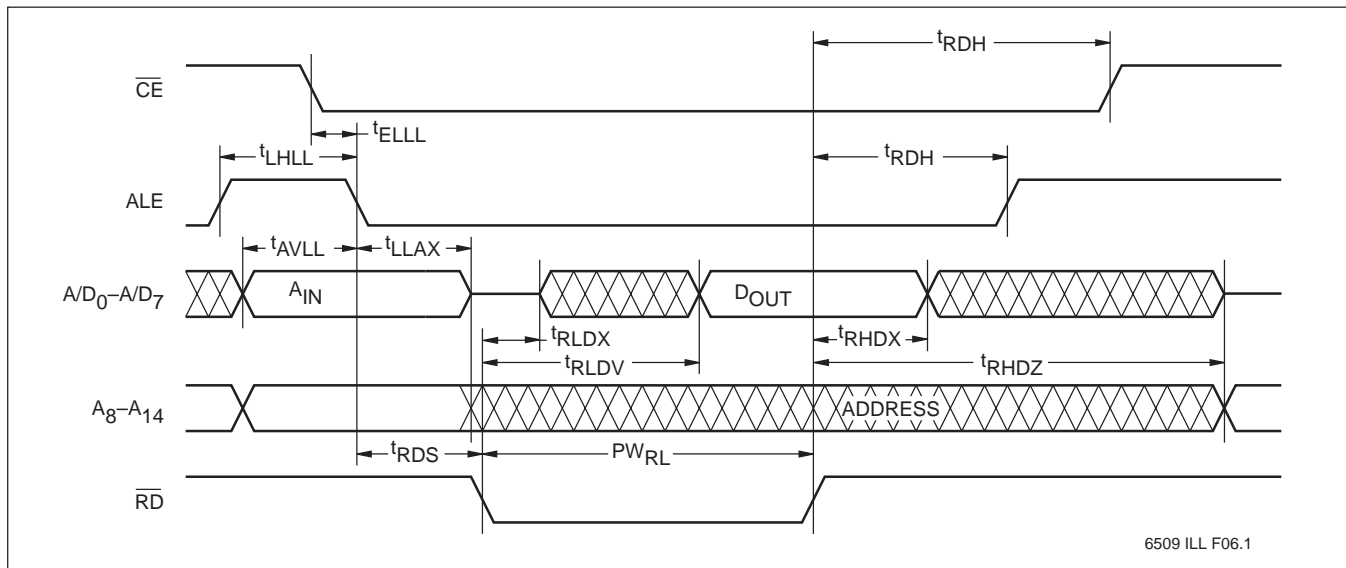 tRDH
CE
tELLL
tLHLL
tRDH
ALE
tAVLL
tLLAX
A/D0–A/D7
AIN
DOUT
tRLDX
tRHDX
tRLDV
tRHDZ
A8–A14
ADDRESS
tRDS
PWRL
RD
6509 ILL F06.1